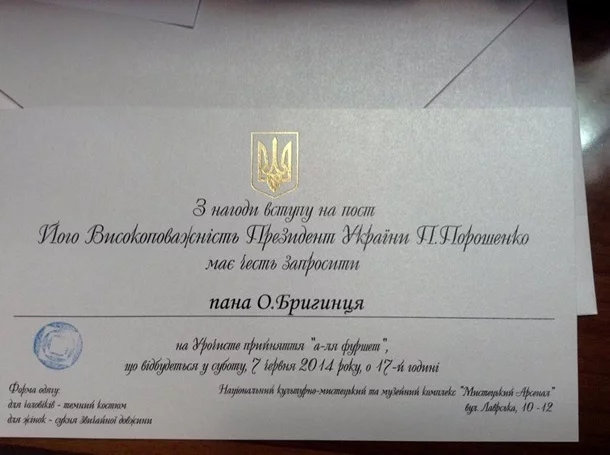 З нагоди вступу на пост
Його Високоповажність Президент України П.Порошенко
має честь запросити
пана О.Бригинця
на Урочисте прийняття "а-ля фуршет",
що відбудеться у суботу, 7 червня 2014 року, о 17-й годині
Форма одягу:
для чоловіків - темний костюм
для жінок - сукня звичайної довжини
Національний культурно-мистецький та музейний комплекс "Мистецький Арсенал"
вул. Лаврська, 10 - 12